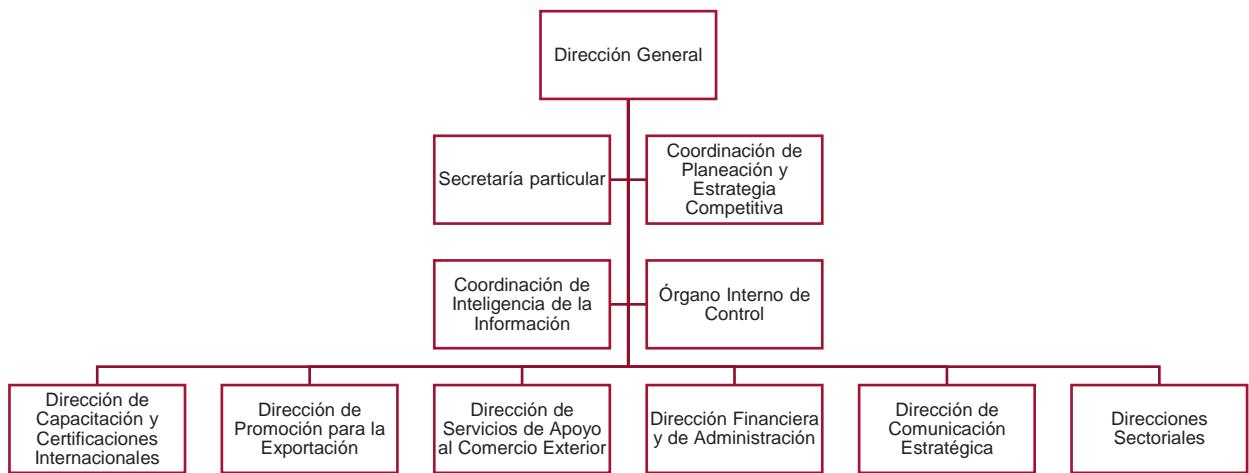 Dirección General
Secretaría particular
Coordinación de
Planeación y
Estrategia
Competitiva
Coordinación de
Inteligencia de la
Información
Órgano Interno de
Control
Dirección de
Capacitación y
Certificaciones
Internacionales
Dirección de
Promoción para la
Exportación
Dirección de
Servicios de Apoyo
al Comercio Exterior
Dirección Financiera
y de Administración
Dirección de
Comunicación
Estratégica
Direcciones
Sectoriales